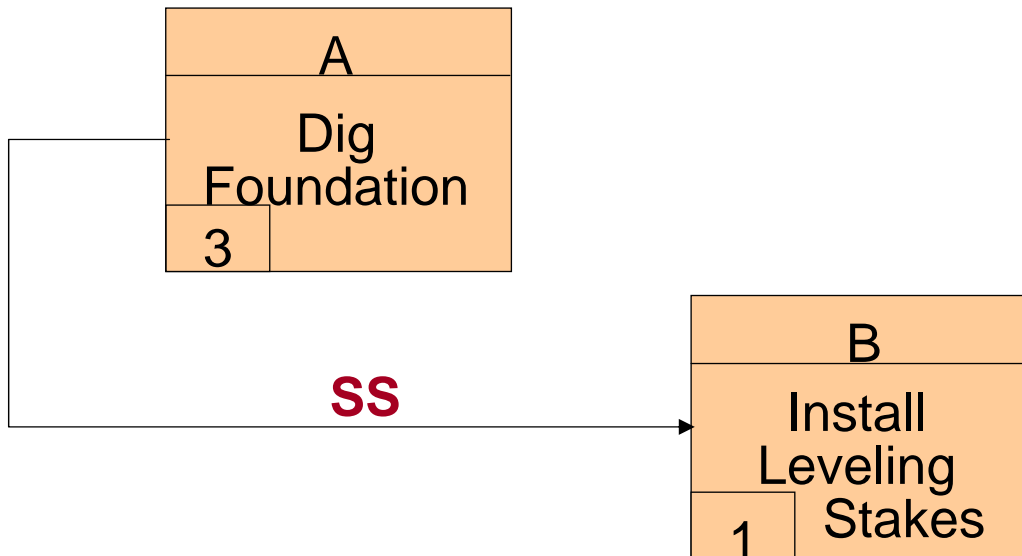 A
Dig
Foundation
3
SS
B
Install
Leveling
Stakes
1